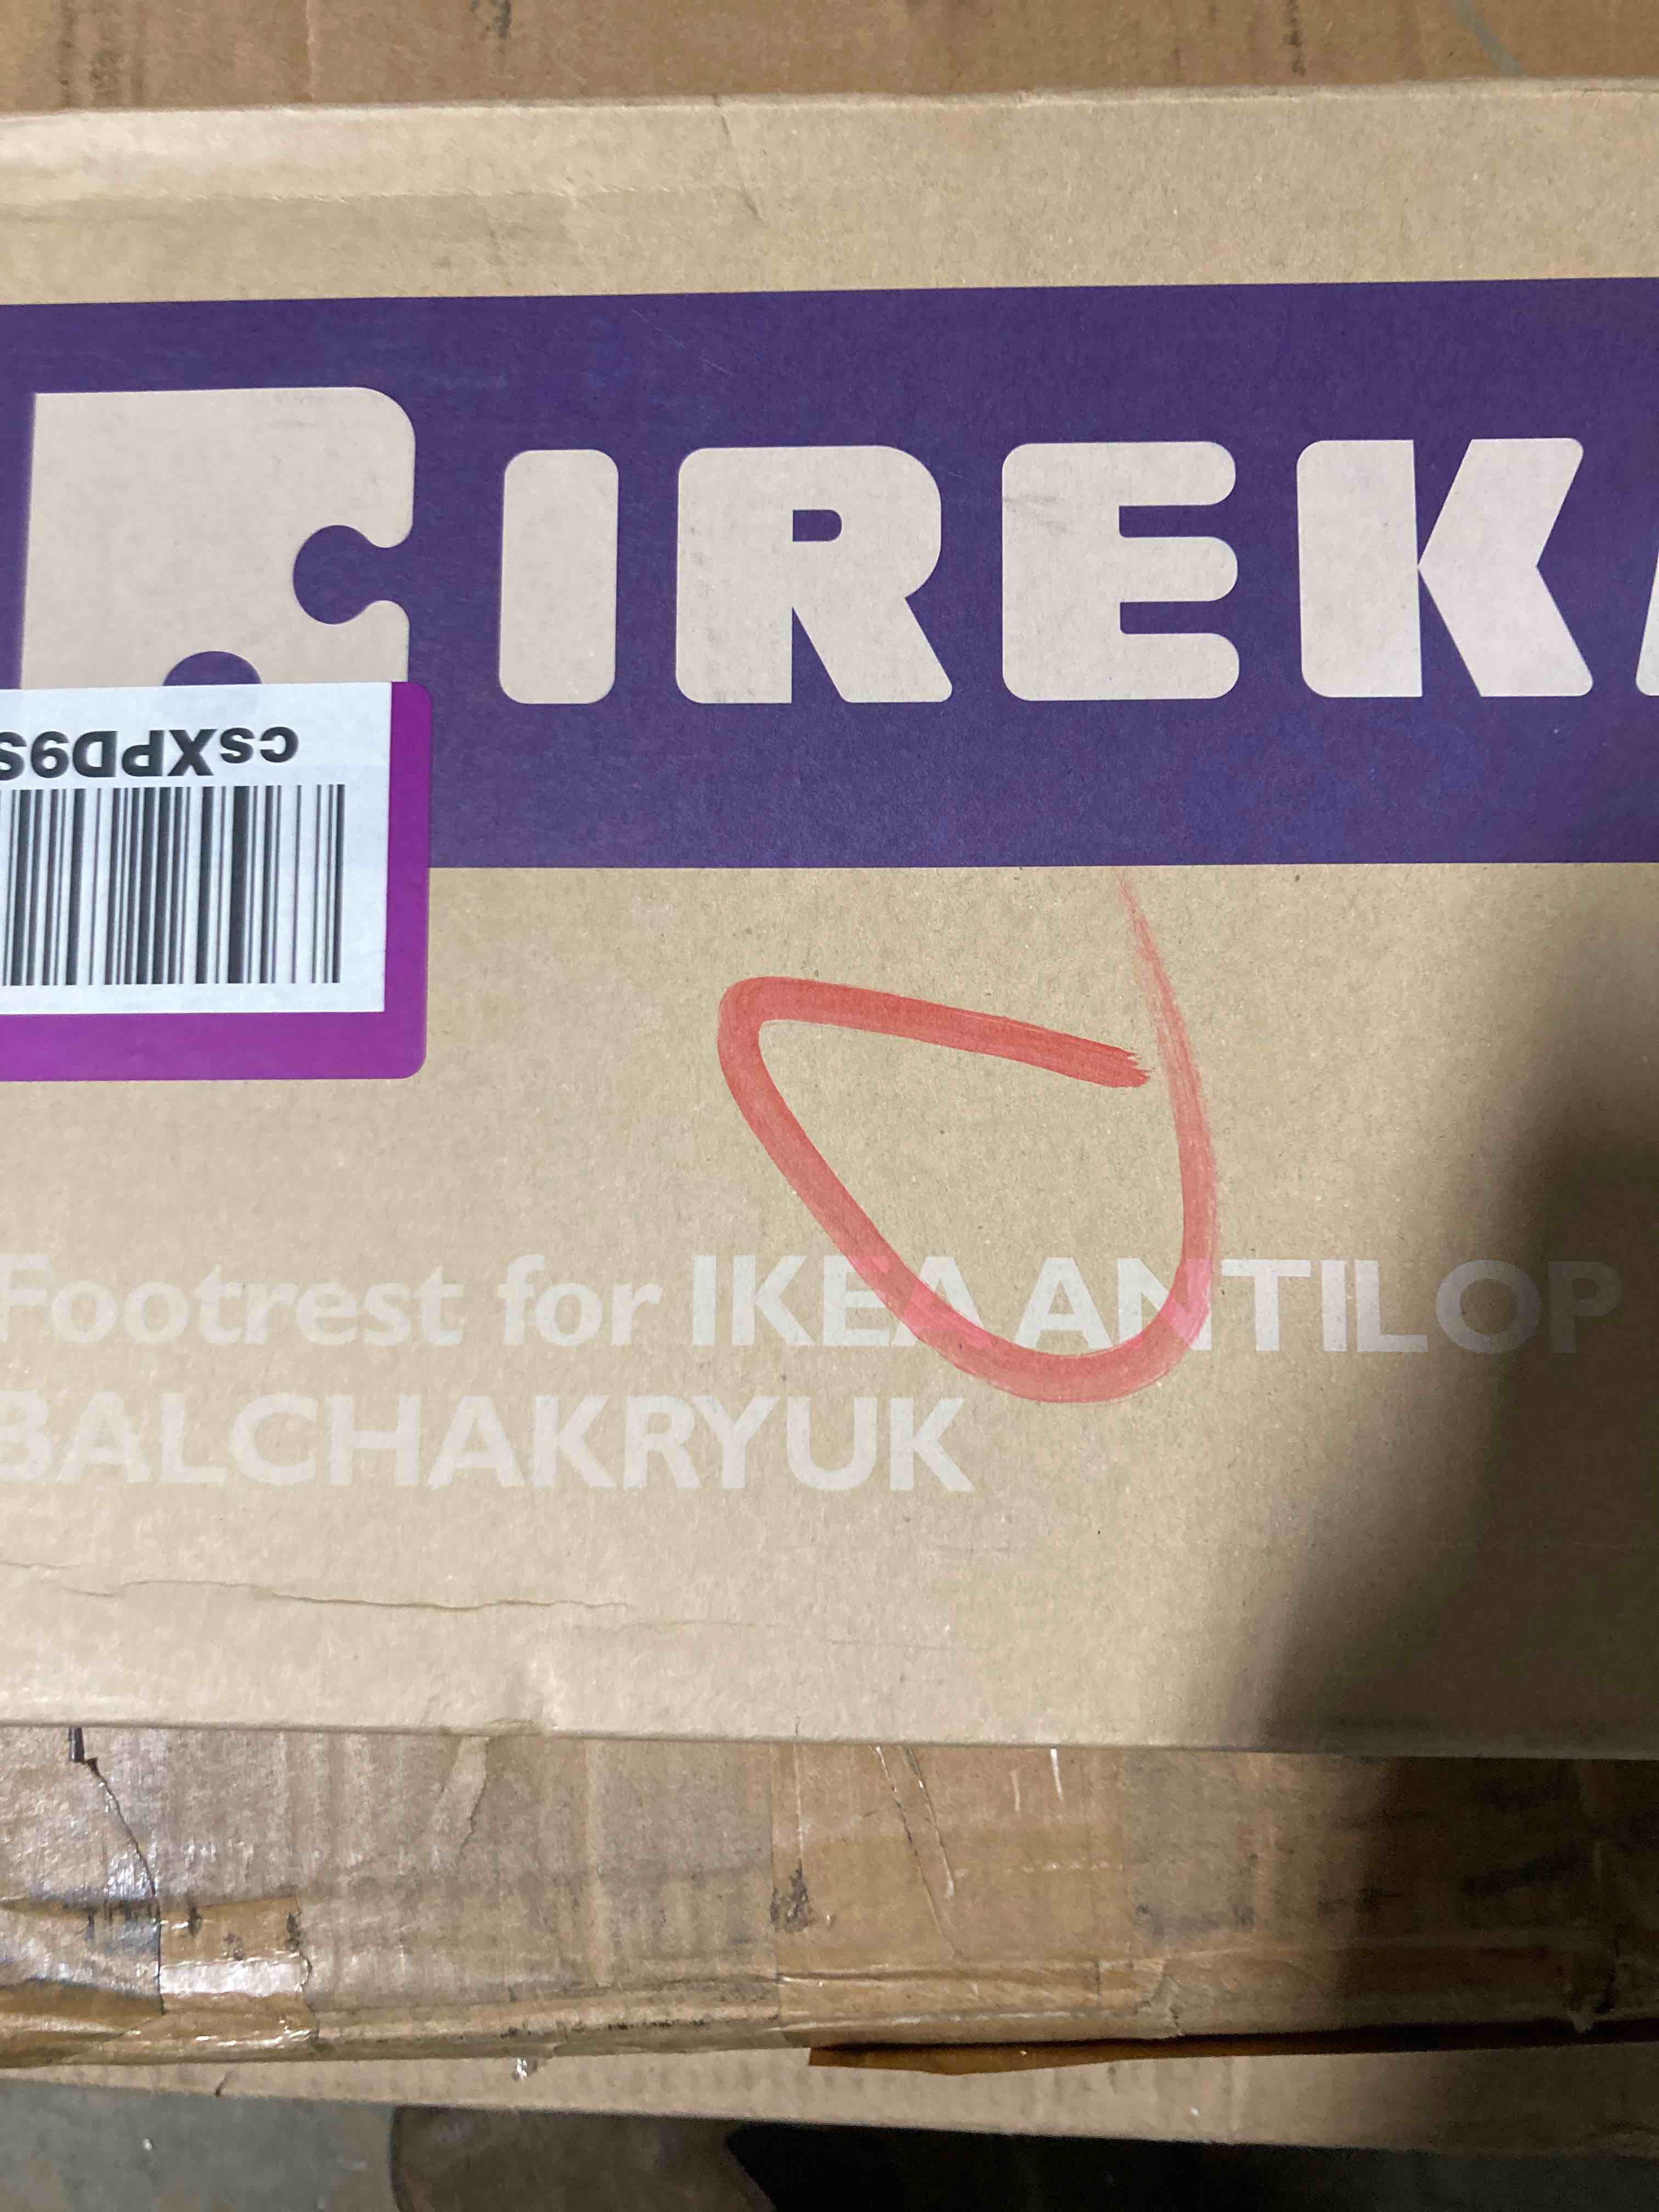 IREK
csXPD9S
Footrest for IKEA ANTILOP
BALCHAKRYUK